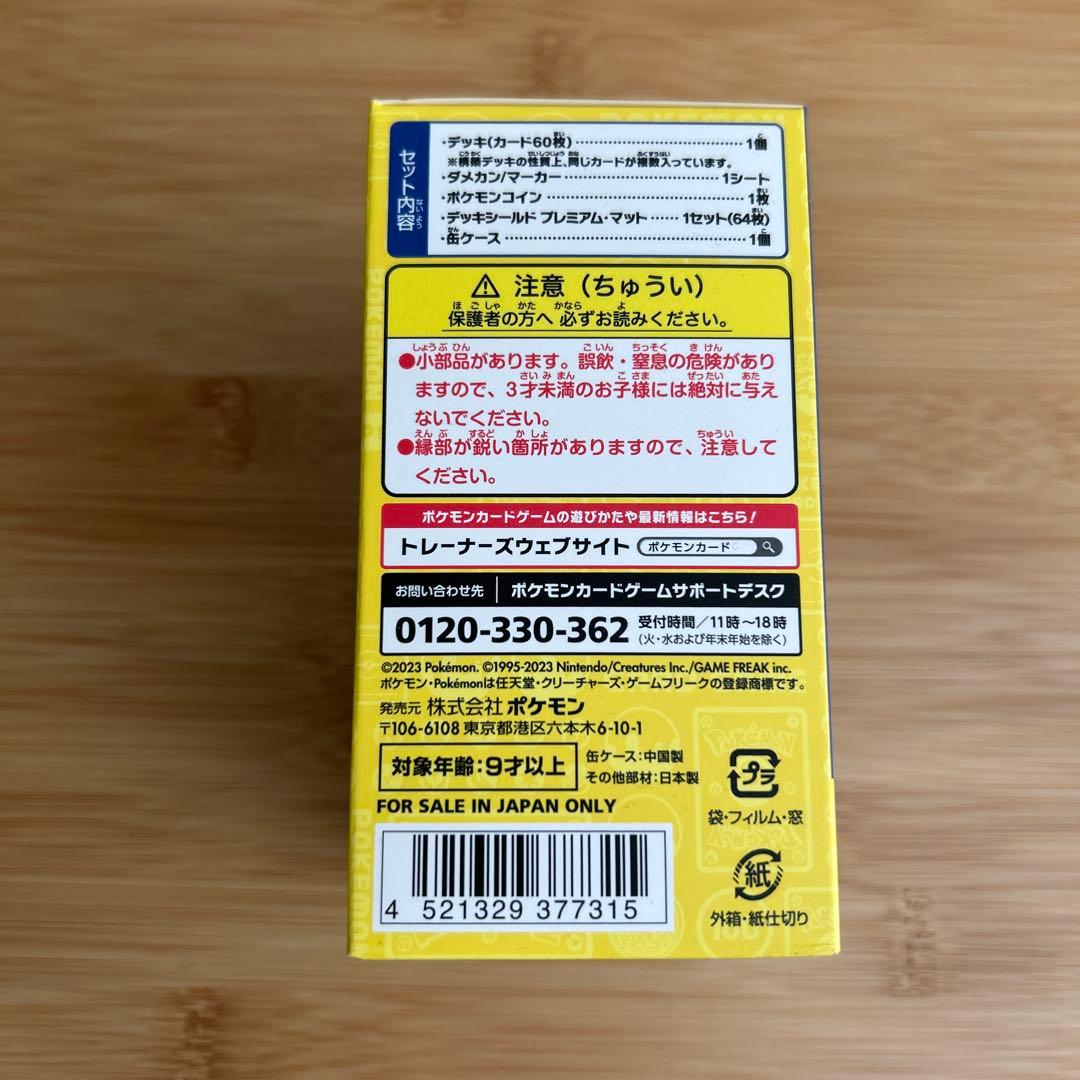 セット内容
・デッキ(カード60枚)……………………1個
※構築デッキの性質上、同じカードが複数入っています。
・ダメカン/マーカー……………………1シート
・ポケモンコイン……………………1枚
・デッキシールド プレミアム・マット……1セット(64枚)
・缶ケース……………………1個
⚠ 注意（ちゅうい）
保護者の方へ 必ずお読みください。
●小部品があります。誤飲・窒息の危険があり
ますので、3才未満のお子様には絶対に与え
ないでください。
●縁部が鋭い箇所がありますので、注意して
ください。
ポケモンカードゲームの遊びかたや最新情報はこちら!
トレーナーズウェブサイト ポケモンカード
お問い合わせ先 ポケモンカードゲームサポートデスク
0120-330-362 受付時間/11時～18時
(火・水および年末年始を除く)
©2023 Pokémon. ©1995-2023 Nintendo/Creatures Inc./GAME FREAK inc.
ポケモン・Pokémonは任天堂・クリーチャーズ・ゲームフリークの登録商標です。
発売元 株式会社 ポケモン
〒106-6108 東京都港区六本木6-10-1
対象年齢:9才以上
缶ケース:中国製
その他部材:日本製
FOR SALE IN JAPAN ONLY
プラ
袋・フィルム・窓
紙
外箱・紙仕切り
4 521329 377315